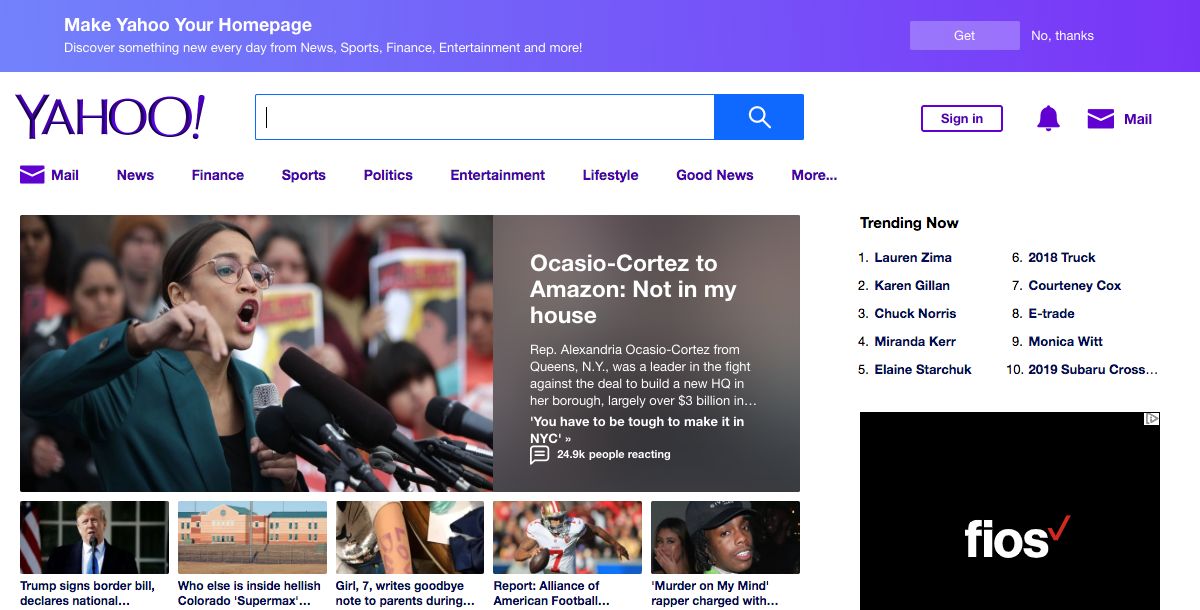 Make Yahoo Your Homepage
Discover something new every day from News, Sports, Finance, Entertainment and more!
Get
No, thanks
YAHOO!
Sign in
Mail
Mail
News
Finance
Sports
Politics
Entertainment
Lifestyle
Good News
More...
Ocasio-Cortez to
Amazon: Not in my
house
Rep. Alexandria Ocasio-Cortez from
Queens, N.Y., was a leader in the fight
against the deal to build a new HQ in
her borough, largely over $3 billion in…
'You have to be tough to make it in
NYC' »
24.9k people reacting
Trump signs border bill,
declares national…
Who else is inside hellish
Colorado 'Supermax'…
Girl, 7, writes goodbye
note to parents during…
Report: Alliance of
American Football…
'Murder on My Mind'
rapper charged with…
Trending Now
1. Lauren Zima
2. Karen Gillan
3. Chuck Norris
4. Miranda Kerr
5. Elaine Starchuk
6. 2018 Truck
7. Courteney Cox
8. E-trade
9. Monica Witt
10. 2019 Subaru Cross…
fios